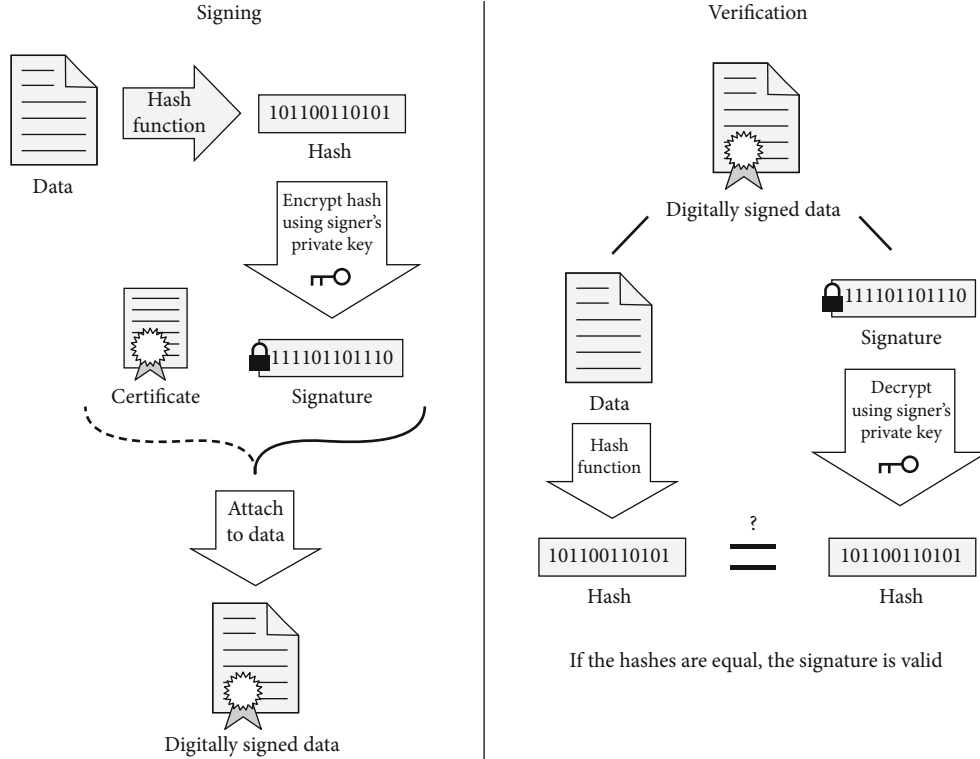 Signing
Hash
function
101100110101
Hash
Data
Encrypt hash
using signer's
private key
111101101110
Certificate
Signature
Attach
to data
Digitally signed data
Verification
Digitally signed data
111101101110
Signature
Data
Decrypt
using signer's
private key
Hash
function
?
101100110101
101100110101
Hash
Hash
If the hashes are equal, the signature is valid